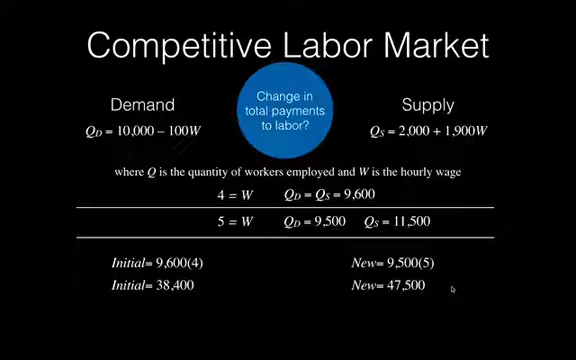 Competitive Labor Market
Change in
total payments
to labor?
Demand
Supply
QD = 10,000 − 100W
QS = 2,000 + 1,900W
where Q is the quantity of workers employed and W is the hourly wage
4 = W QD = QS = 9,600
5 = W QD = 9,500 QS = 11,500
Initial= 9,600(4)
New= 9,500(5)
Initial= 38,400
New= 47,500